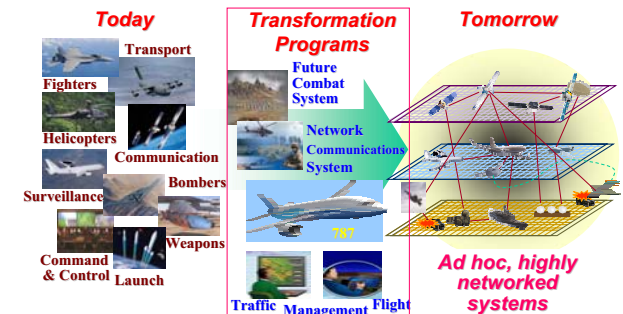 Today
Transport
Fighters
Helicopters
Communication
Surveillance
Bombers
Weapons
Command
& Control
Launch
Transformation
Programs
Future
Combat
System
Network
Communications
System
787
Traffic Management Flight
Tomorrow
Ad hoc, highly
networked
systems